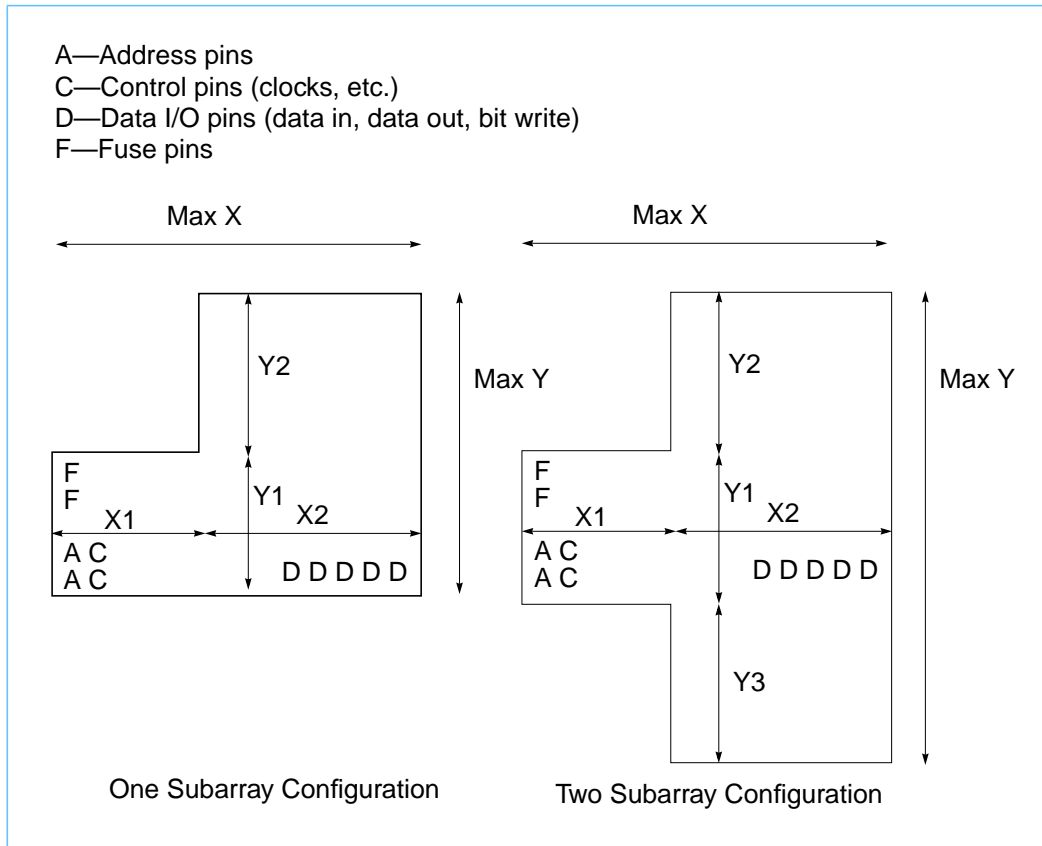 A—Address pins
C—Control pins (clocks, etc.)
D—Data I/O pins (data in, data out, bit write)
F—Fuse pins
Max X
Y2
Max Y
F
F
Y1
X1
X2
A C
A C
D D D D D
One Subarray Configuration
Max X
Y2
Max Y
F
F
Y1
X1
X2
A C
A C
D D D D D
Y3
Two Subarray Configuration